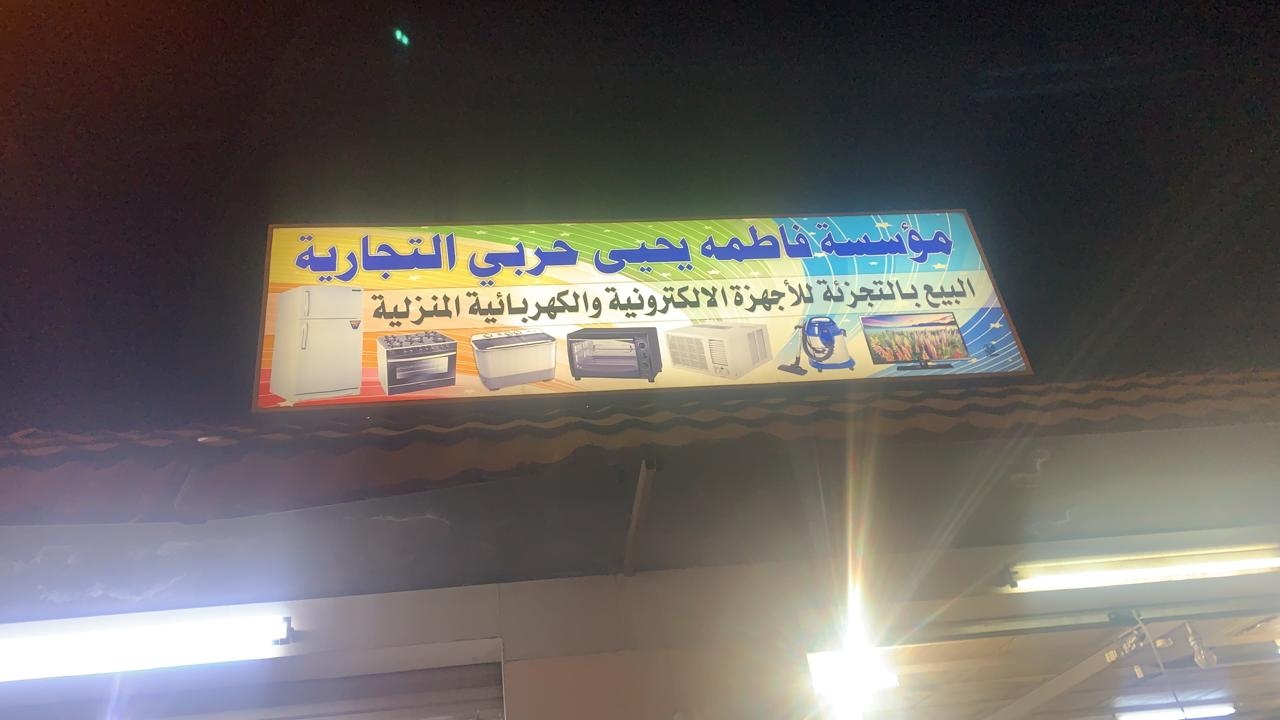 مؤسسة فاطمه يحيى حربي التجارية
البيع بالتجزئة للأجهزة الالكترونية والكهربائية المنزلية